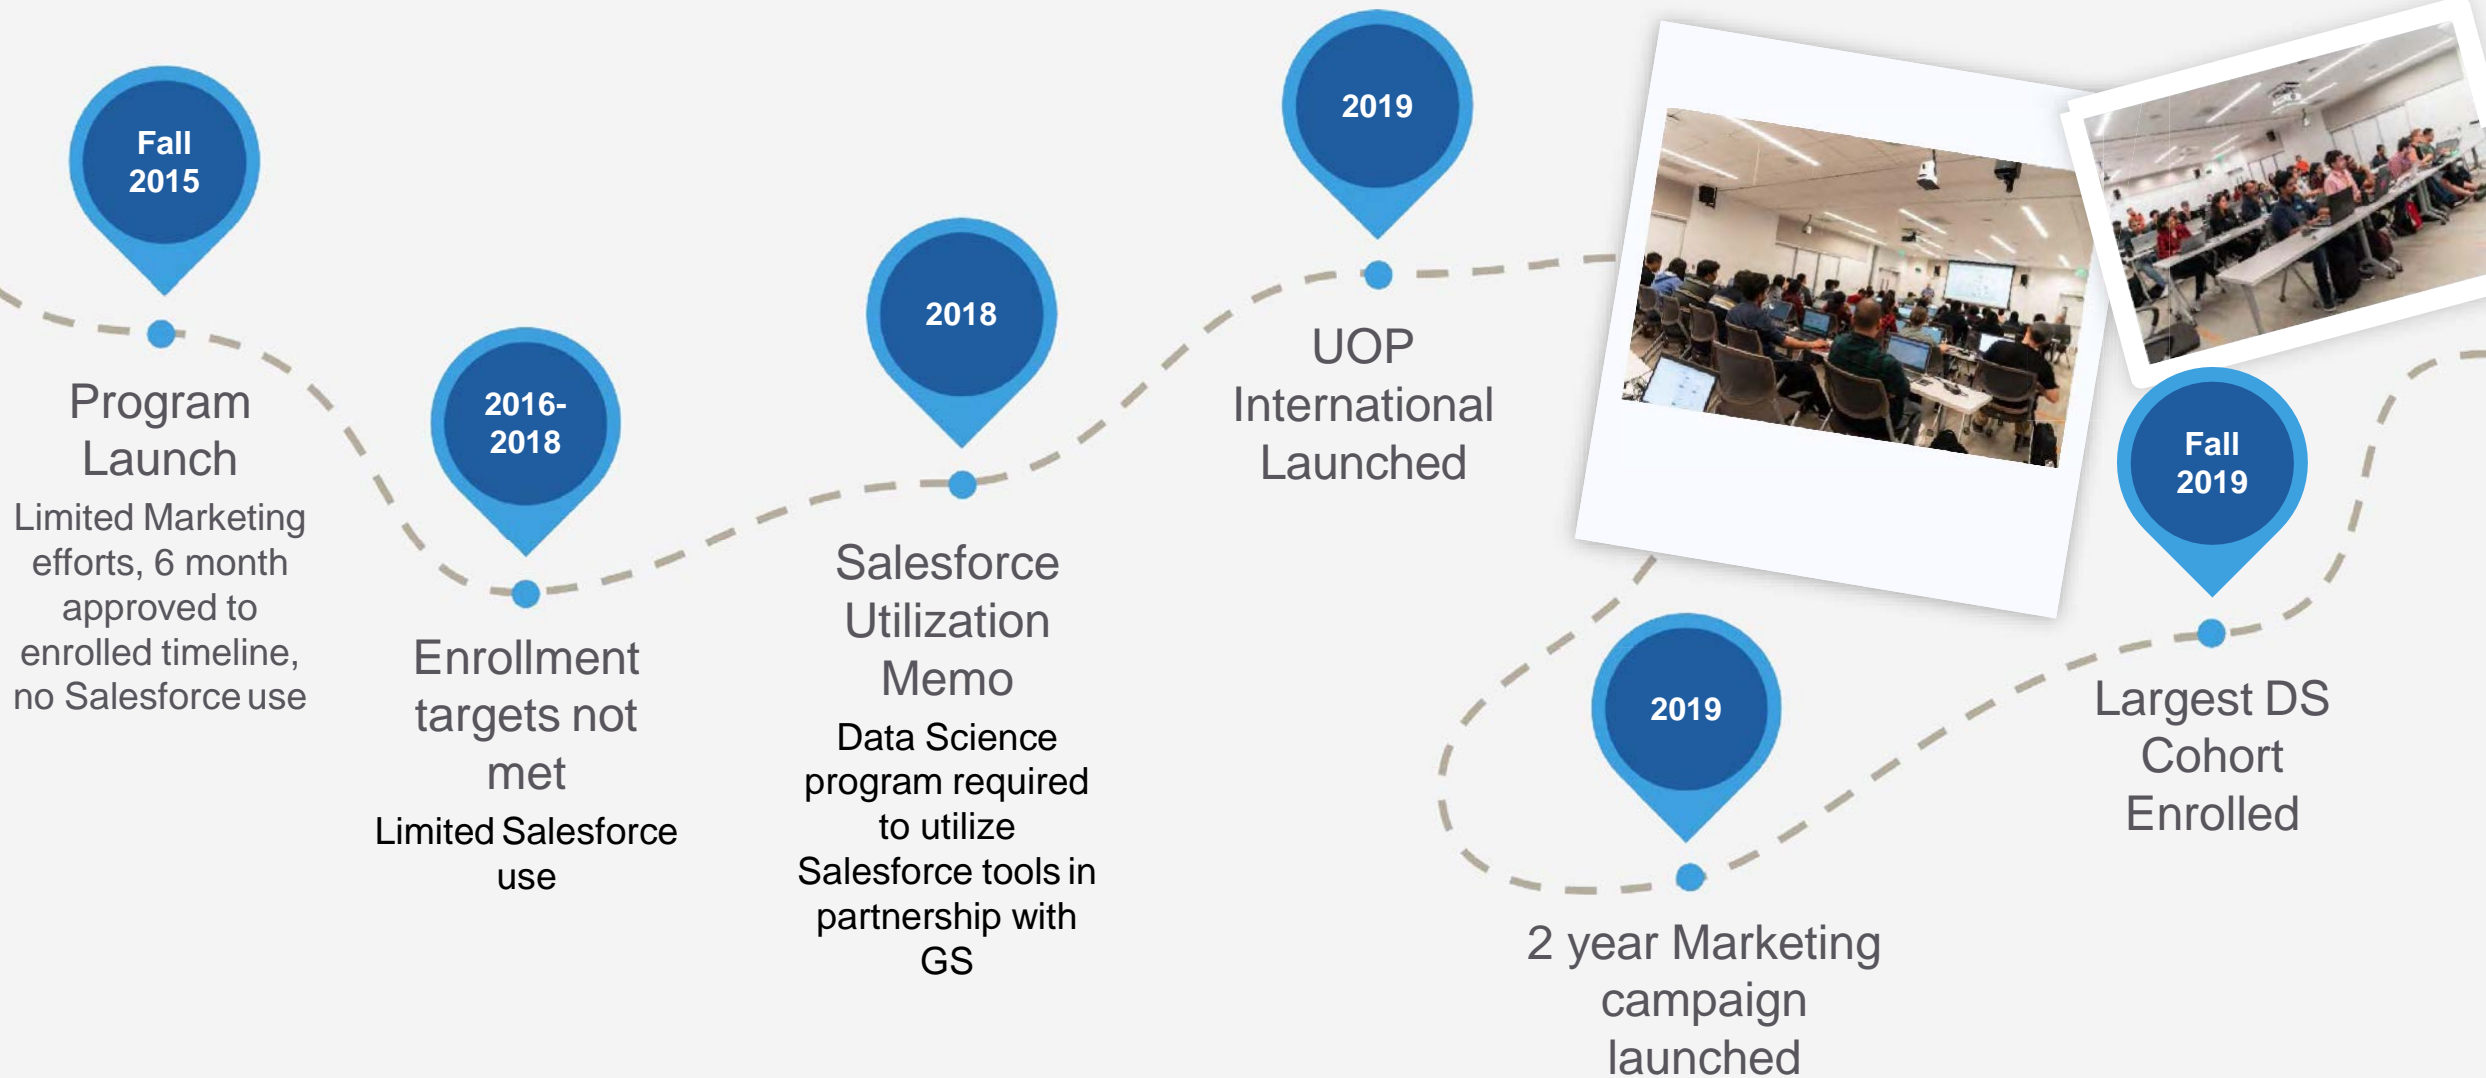 Fall
2015
Program
Launch
Limited Marketing
efforts, 6 month
approved to
enrolled timeline,
no Salesforce use
2016-
2018
Enrollment
targets not
met
Limited Salesforce
use
2018
Salesforce
Utilization
Memo
Data Science
program required
to utilize
Salesforce tools in
partnership with
GS
2019
UOP
International
Launched
2019
2 year Marketing
campaign
launched
Fall
2019
Largest DS
Cohort
Enrolled